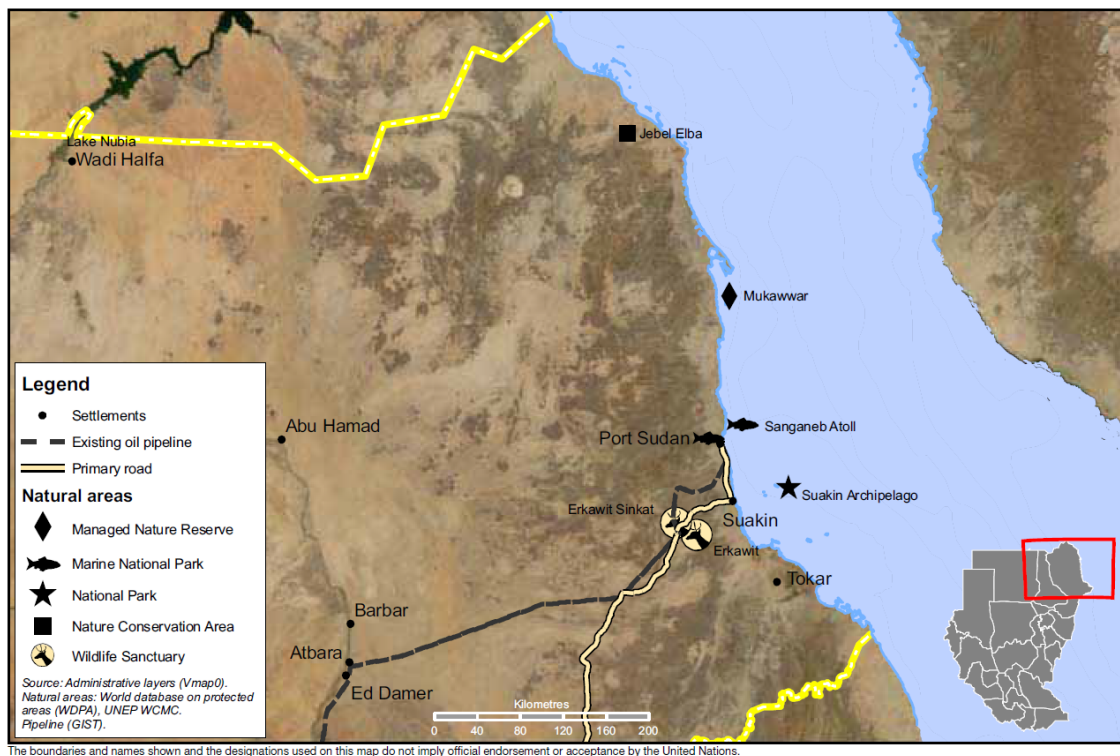 Lake Nubia
Wadi Halfa
Jebel Elba
Mukawwar
Abu Hamad
Port Sudan
Sanganeb Atoll
Suakin Archipelago
Erkawit Sinkat
Suakin
Erkawit
Tokar
Barbar
Atbara
Ed Damer
Legend
Settlements
Existing oil pipeline
Primary road
Natural areas
Managed Nature Reserve
Marine National Park
National Park
Nature Conservation Area
Wildlife Sanctuary
Source: Administrative layers (Vmap0).
Natural areas: World database on protected
areas (WDPA), UNEP WCMC.
Pipeline (GIST).
Kilometres
0 40 80 120 160 200
The boundaries and names shown and the designations used on this map do not imply official endorsement or acceptance by the United Nations.